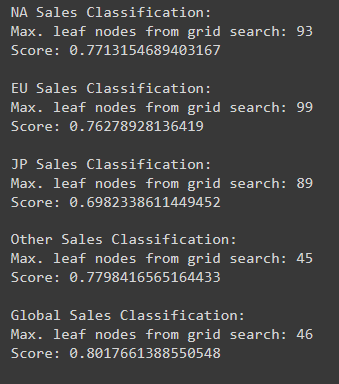 NA Sales Classification:
Max. leaf nodes from grid search: 93
Score: 0.7713154689403167
EU Sales Classification:
Max. leaf nodes from grid search: 99
Score: 0.76278928136419
JP Sales Classification:
Max. leaf nodes from grid search: 89
Score: 0.6982338611449452
Other Sales Classification:
Max. leaf nodes from grid search: 45
Score: 0.7798416565164433
Global Sales Classification:
Max. leaf nodes from grid search: 46
Score: 0.8017661388550548